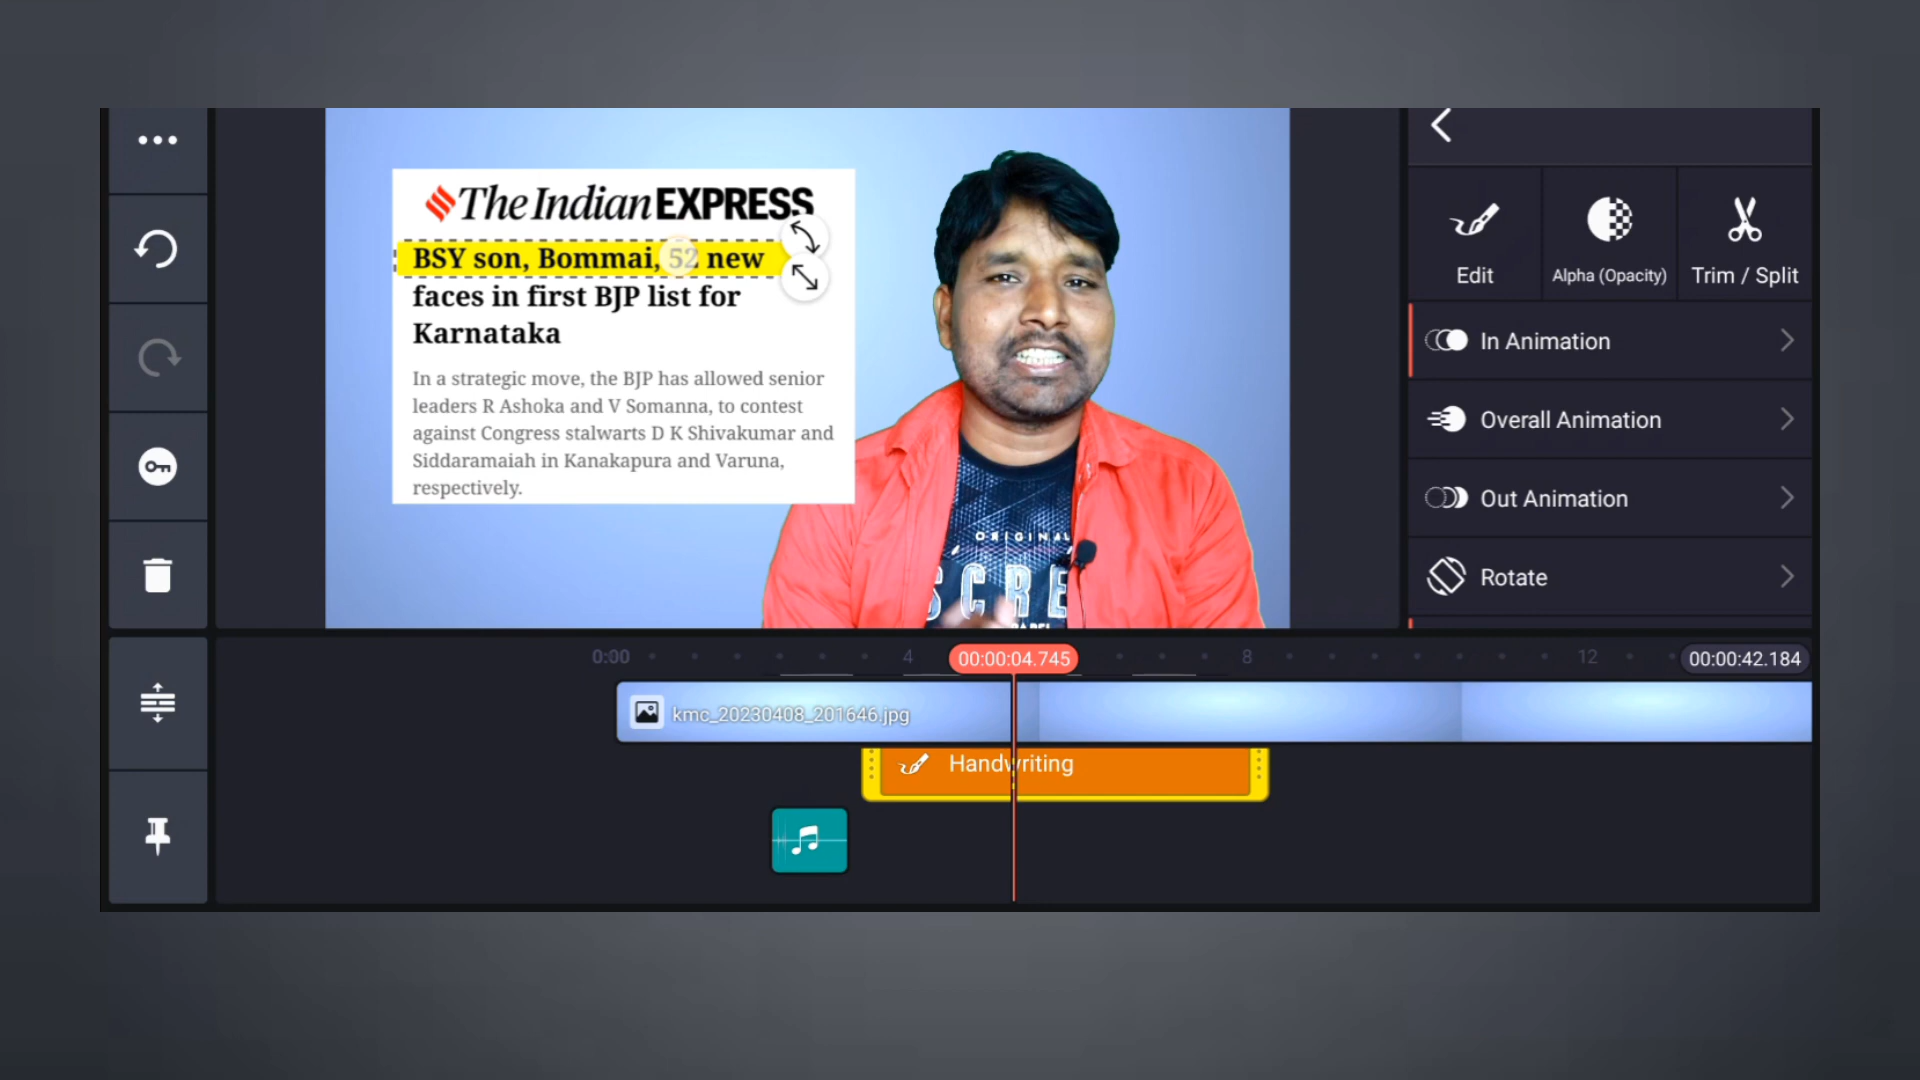 The Indian EXPRESS
BSY son, Bommai, 52 new
faces in first BJP list for
Karnataka
In a strategic move, the BJP has allowed senior
leaders R Ashoka and V Somanna, to contest
against Congress stalwarts D K Shivakumar and
Siddaramaiah in Kanakapura and Varuna,
respectively.
ORIGINAL
SCRE
Edit
Alpha (Opacity)
Trim / Split
In Animation
Overall Animation
Out Animation
Rotate
0:00 4 00:00:04.745 8 12 00:00:42.184
kmc_20230408_201646.jpg
Handwriting